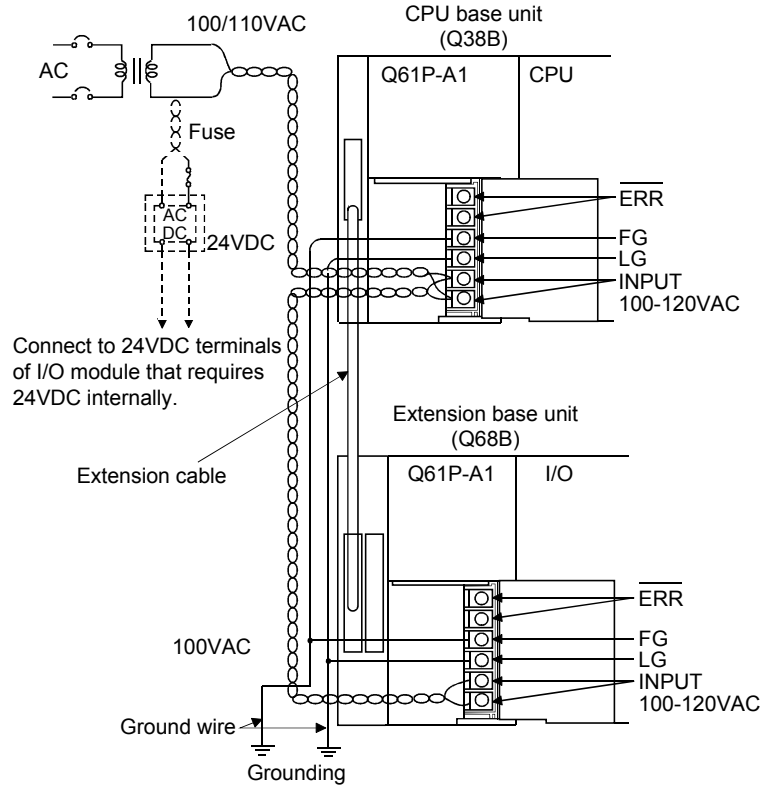 100/110VAC
AC
Fuse
AC
DC
24VDC
Connect to 24VDC terminals
of I/O module that requires
24VDC internally.
CPU base unit
(Q38B)
Q61P-A1
CPU
ERR
FG
LG
INPUT
100-120VAC
Extension cable
Extension base unit
(Q68B)
Q61P-A1
I/O
ERR
FG
LG
INPUT
100-120VAC
100VAC
Ground wire
Grounding